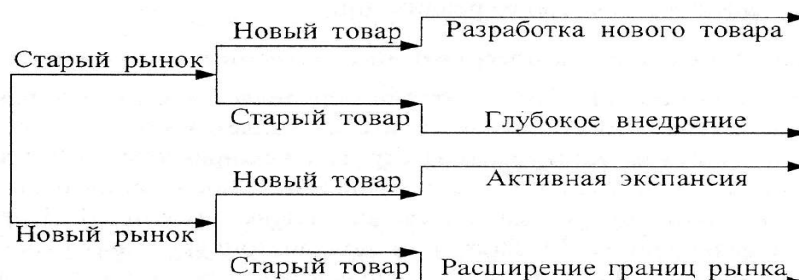 Новый товар
Разработка нового товара
Старый рынок
Старый товар
Глубокое внедрение
Новый товар
Активная экспансия
Новый рынок
Старый товар
Расширение границ рынка